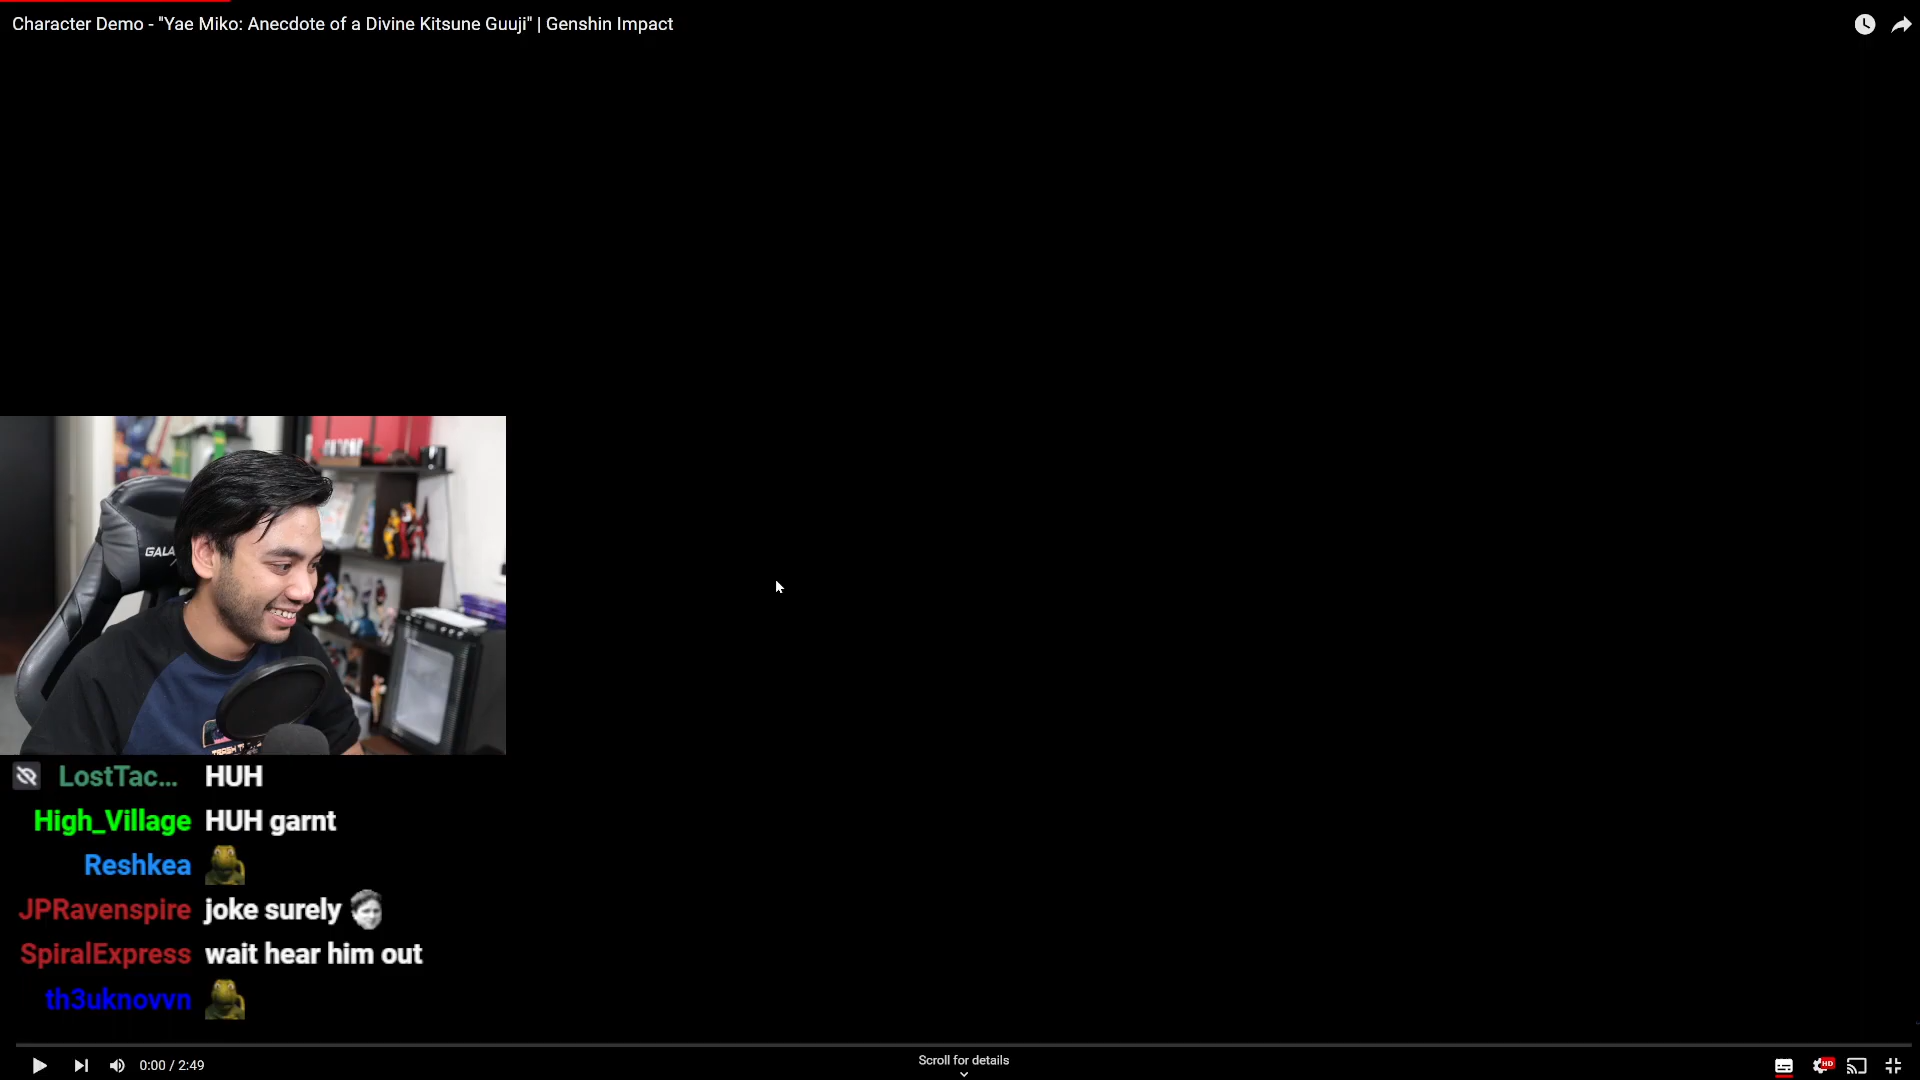 Character Demo - "Yae Miko: Anecdote of a Divine Kitsune Guuji" | Genshin Impact
GALA
LostTac... HUH
High_Village HUH garnt
Reshkea
JPRavenspire joke surely
SpiralExpress wait hear him out
th3uknovvn
0:00 / 2:49
Scroll for details
HD